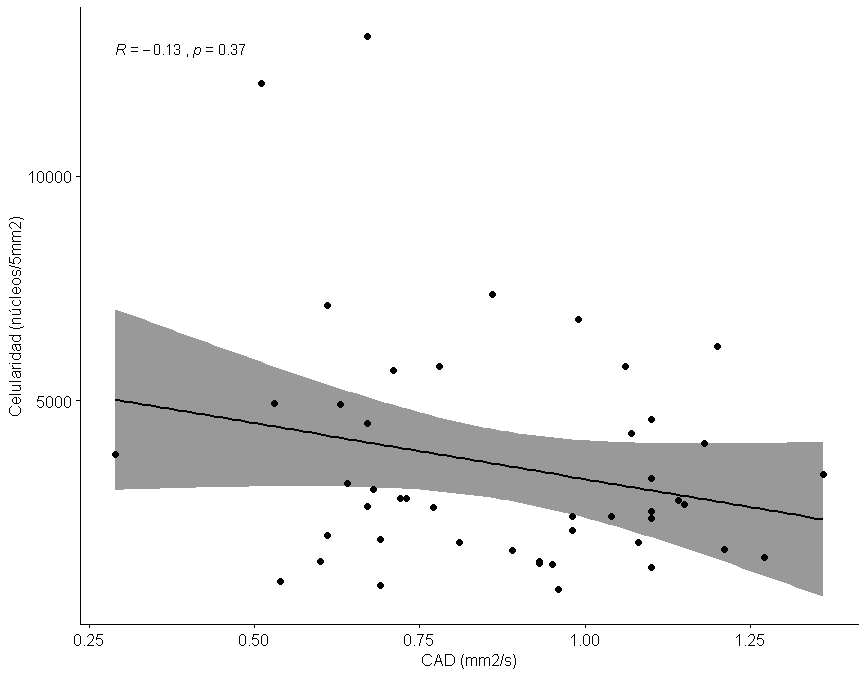 R = −0.13 , p = 0.37
10000
5000
Celularidad (núcleos/5mm2)
0.25 0.50 0.75 1.00 1.25
CAD (mm2/s)